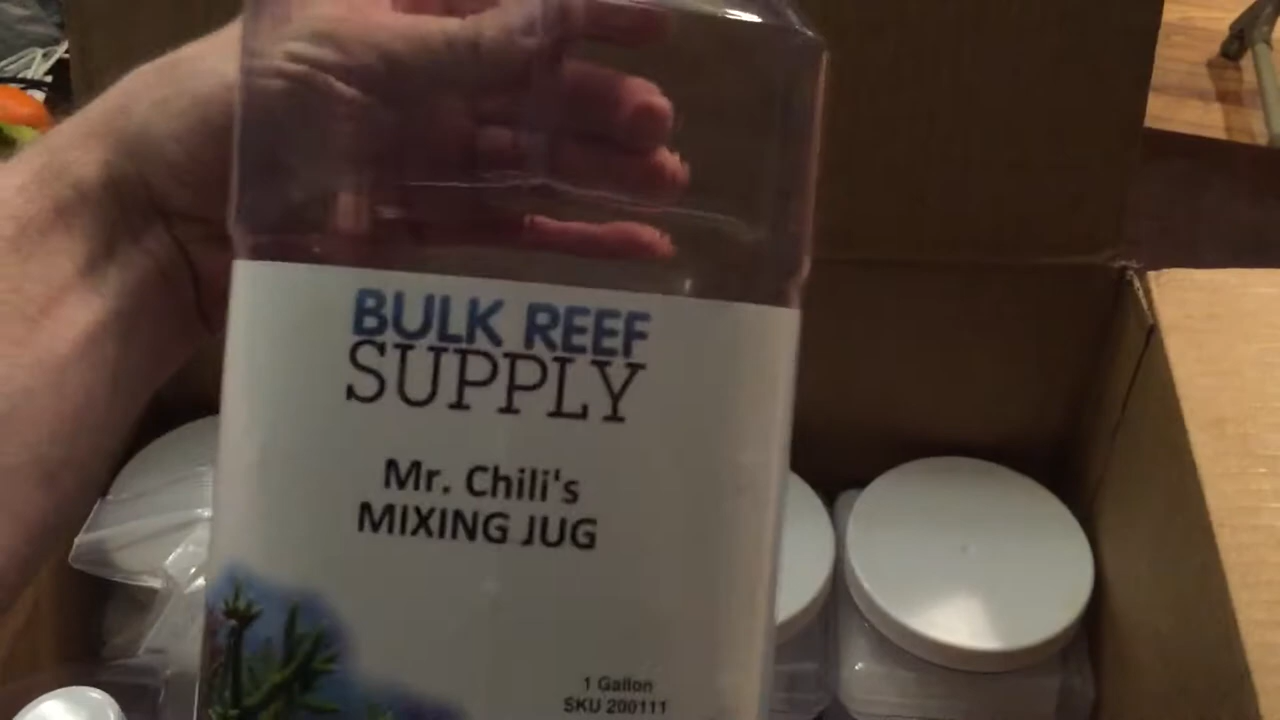 BULK REEF
SUPPLY
Mr. Chili's
MIXING JUG
1 Gallon
SKU 200111